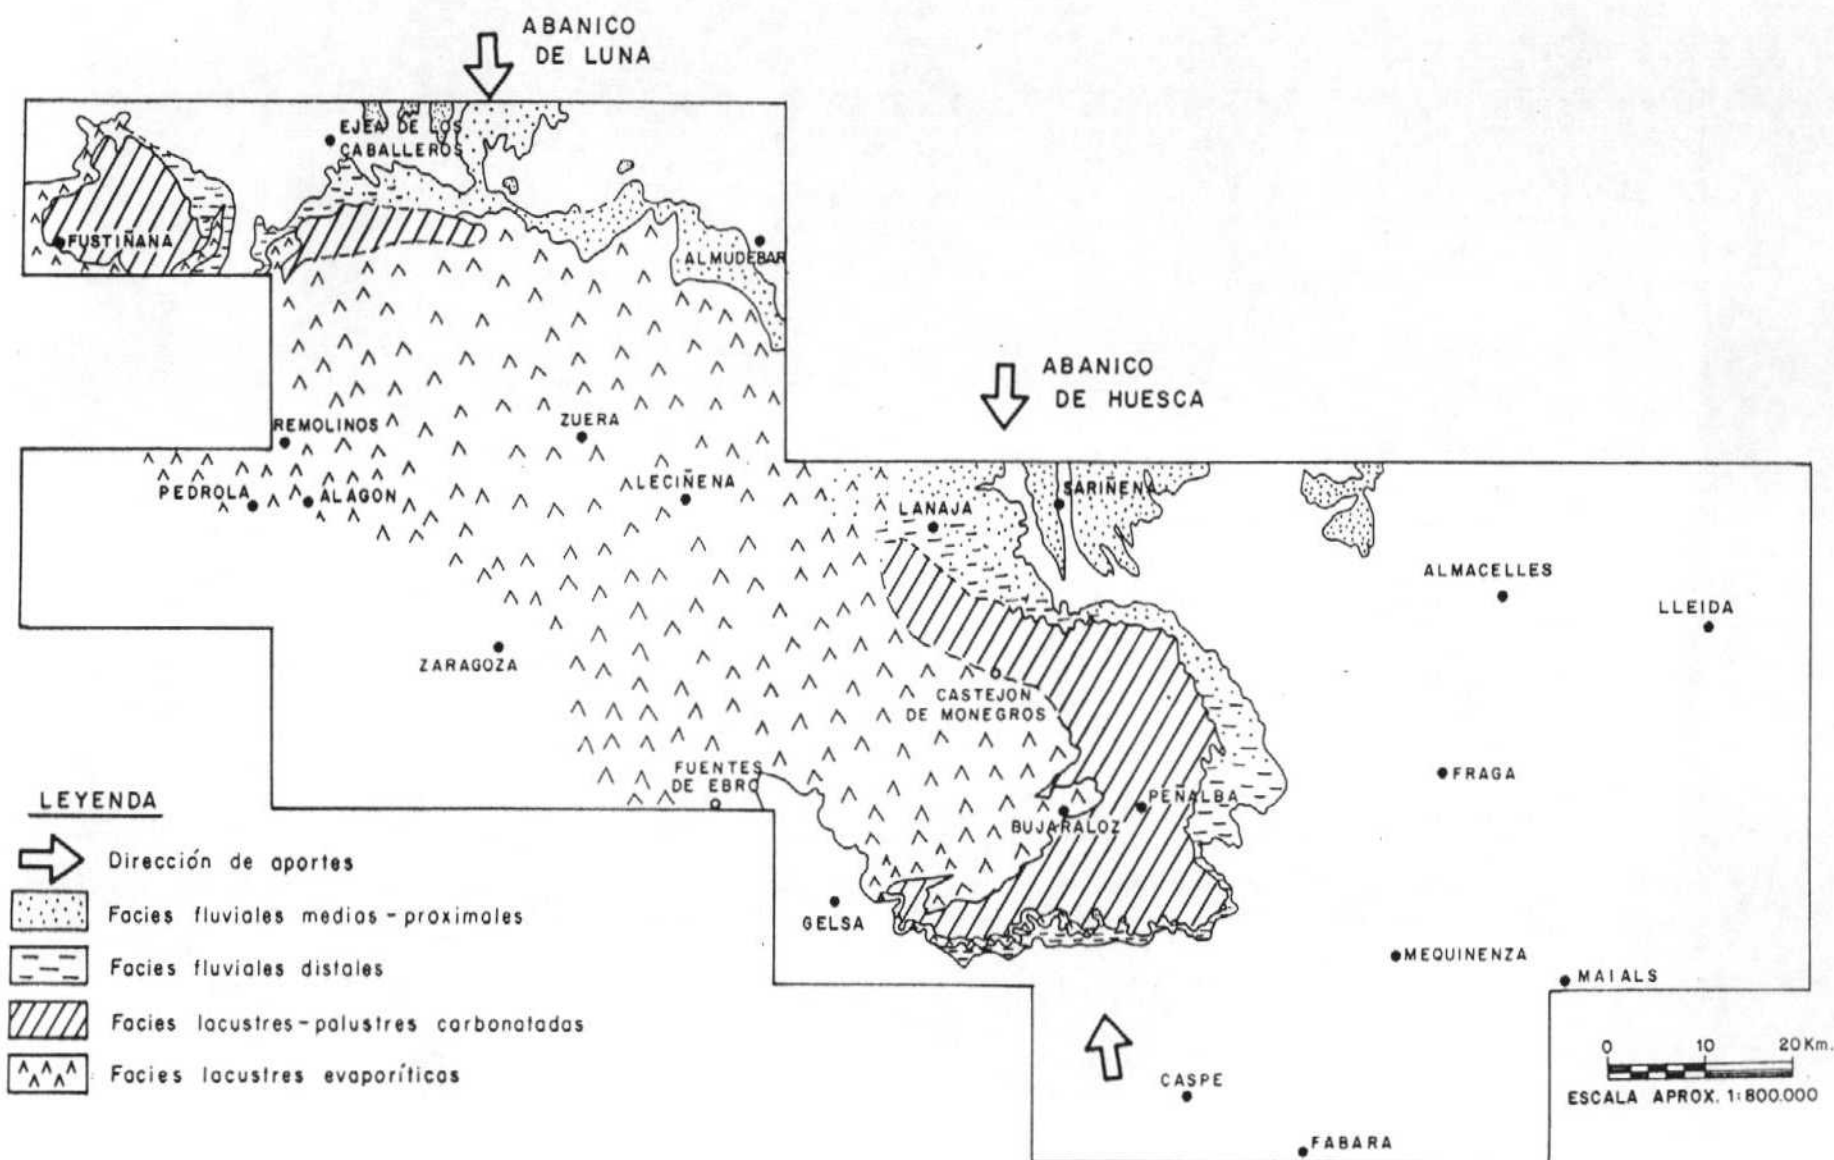 ABANICO
DE LUNA
EJEA DE LOS
CABALLEROS
FUSTIÑANA
ALMUDEBAR
ABANICO
DE HUESCA
REMOLINOS
ZUERA
PEDROLA
ALAGON
LECIÑENA
LANAJA
SARIÑENA
ALMACELLES
LLEIDA
ZARAGOZA
CASTEJON
DE MONEGROS
FUENTES
DE EBRO
FRAGA
PEÑALBA
BUJARALOZ
GELSA
MEQUINENZA
MAIALS
CASPE
FABARA
LEYENDA
Dirección de aportes
Facies fluviales medias-proximales
Facies fluviales distales
Facies lacustres-palustres carbonatadas
Facies lacustres evaporíticas
0 10 20 Km.
ESCALA APROX. 1:800.000